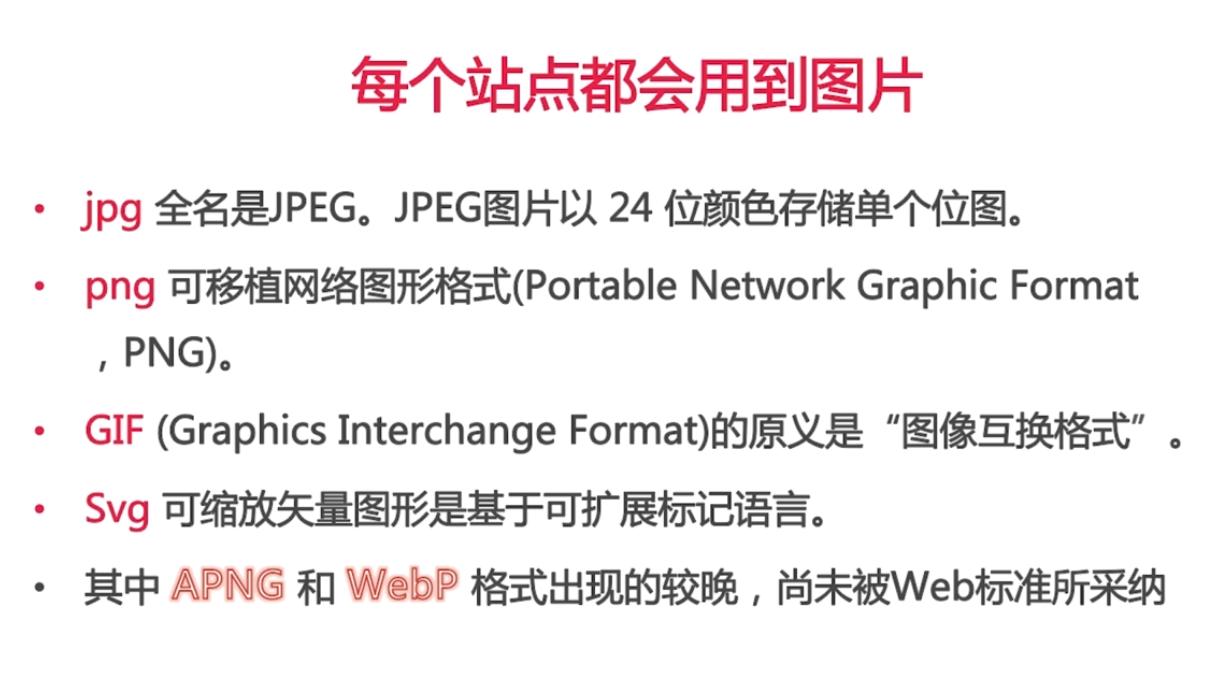 每个站点都会用到图片
• jpg 全名是JPEG。JPEG图片以 24 位颜色存储单个位图。
• png 可移植网络图形格式(Portable Network Graphic Format
，PNG)。
• GIF (Graphics Interchange Format)的原义是“图像互换格式”。
• Svg 可缩放矢量图形是基于可扩展标记语言。
• 其中 APNG 和 WebP 格式出现的较晚，尚未被Web标准所采纳